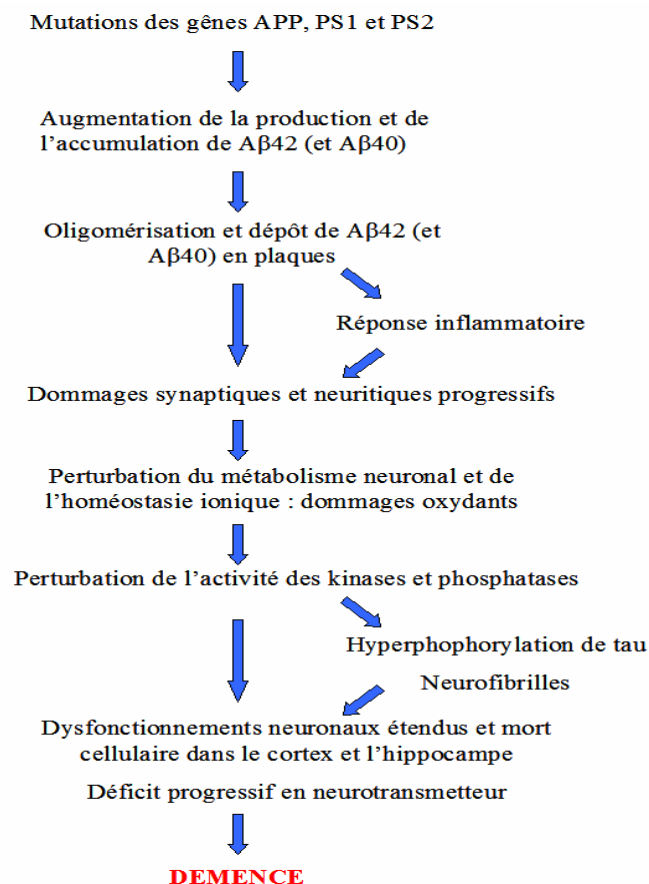 Mutations des gênes APP, PS1 et PS2
Augmentation de la production et de
l’accumulation de Aβ42 (et Aβ40)
Oligomérisation et dépôt de Aβ42 (et
Aβ40) en plaques
Réponse inflammatoire
Dommages synaptiques et neuritiques progressifs
Perturbation du métabolisme neuronal et de
l’homéostasie ionique : dommages oxydants
Perturbation de l’activité des kinases et phosphatases
Hyperphophorylation de tau
Neurofibrilles
Dysfonctionnements neuronaux étendus et mort
cellulaire dans le cortex et l’hippocampe
Déficit progressif en neurotransmetteur
DEMENCE